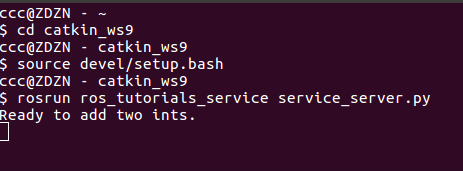 ccc@ZDZN - ~
$ cd catkin_ws9
ccc@ZDZN - catkin_ws9
$ source devel/setup.bash
ccc@ZDZN - catkin_ws9
$ rosrun ros_tutorials_service service_server.py
Ready to add two ints.